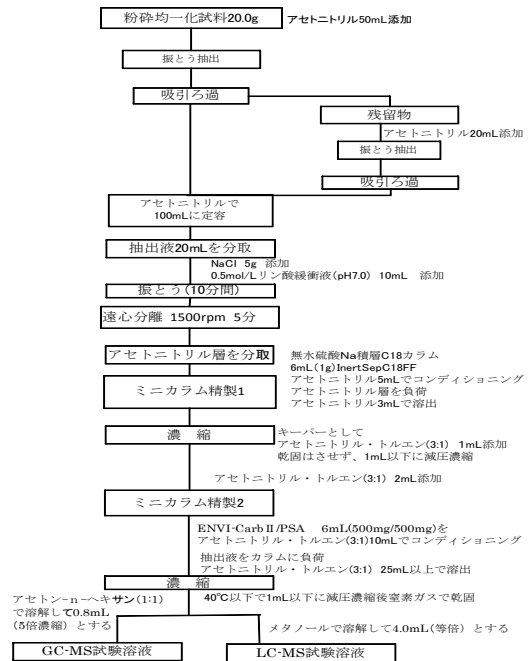 粉砕均一化試料20.0g
アセトニトリル50mL添加
振とう抽出
吸引ろ過
残留物
アセトニトリル20mL添加
振とう抽出
吸引ろ過
アセトニトリルで
100mLに定容
抽出液20mLを分取
NaCl 5g 添加
0.5mol/Lリン酸緩衝液(pH7.0) 10mL 添加
振とう(10分間)
遠心分離 1500rpm 5分
アセトニトリル層を分取
無水硫酸Na積層C18カラム
6mL(1g)InertSepC18FF
アセトニトリル5mLでコンディショニング
アセトニトリル層を負荷
アセトニトリル3mLで溶出
ミニカラム精製1
濃 縮
キーパーとして
アセトニトリル・トルエン(3:1) 1mL添加
乾固はさせず、1mL以下に減圧濃縮
アセトニトリル・トルエン(3:1) 2mL添加
ミニカラム精製2
ENVI-CarbⅡ/PSA 6mL(500mg/500mg)を
アセトニトリル・トルエン(3:1)10mLでコンディショニング
抽出液をカラムに負荷
アセトニトリル・トルエン(3:1) 25mL以上で溶出
濃 縮
40℃以下で1mL以下に減圧濃縮後窒素ガスで乾固
アセトン-n-ヘキサン(1:1)
で溶解して0.8mL
(5倍濃縮) とする
メタノールで溶解して4.0mL(等倍) とする
GC-MS試験溶液
LC-MS試験溶液